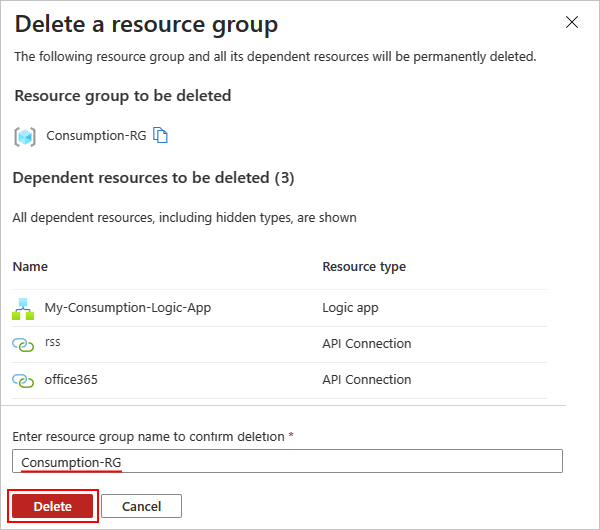 Delete a resource group
The following resource group and all its dependent resources will be permanently deleted.
Resource group to be deleted
Consumption-RG
Dependent resources to be deleted (3)
All dependent resources, including hidden types, are shown
Name Resource type
My-Consumption-Logic-App Logic app
rss API Connection
office365 API Connection
Enter resource group name to confirm deletion *
Consumption-RG
Delete Cancel